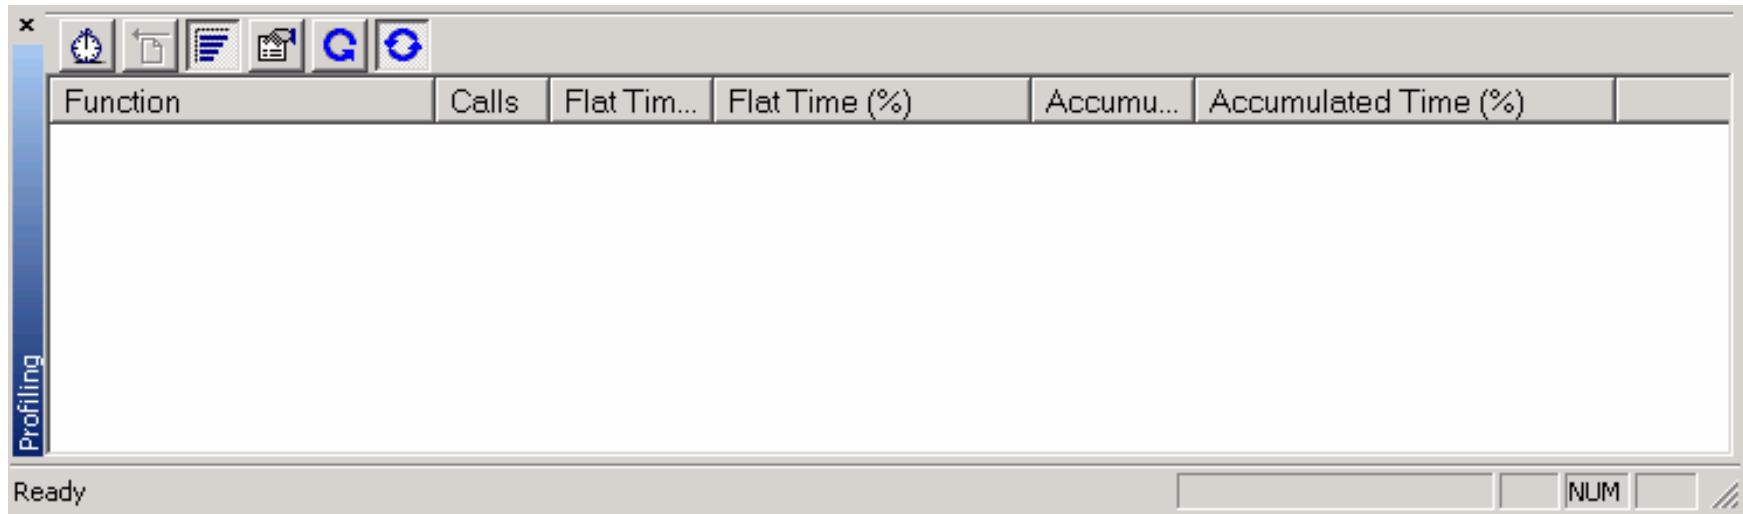 Function Calls Flat Tim... Flat Time (%) Accumu... Accumulated Time (%)
Profiling
Ready NUM